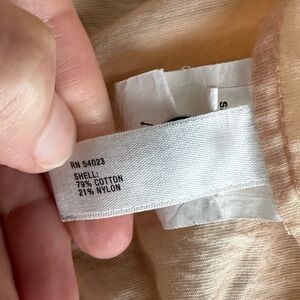 RN 54023
SHELL:
79% COTTON
21% NYLON
S